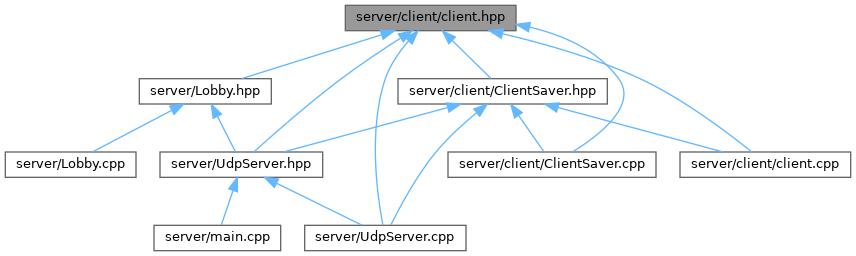 server/client/client.hpp
server/Lobby.hpp
server/client/ClientSaver.hpp
server/Lobby.cpp
server/UdpServer.hpp
server/client/ClientSaver.cpp
server/client/client.cpp
server/main.cpp
server/UdpServer.cpp